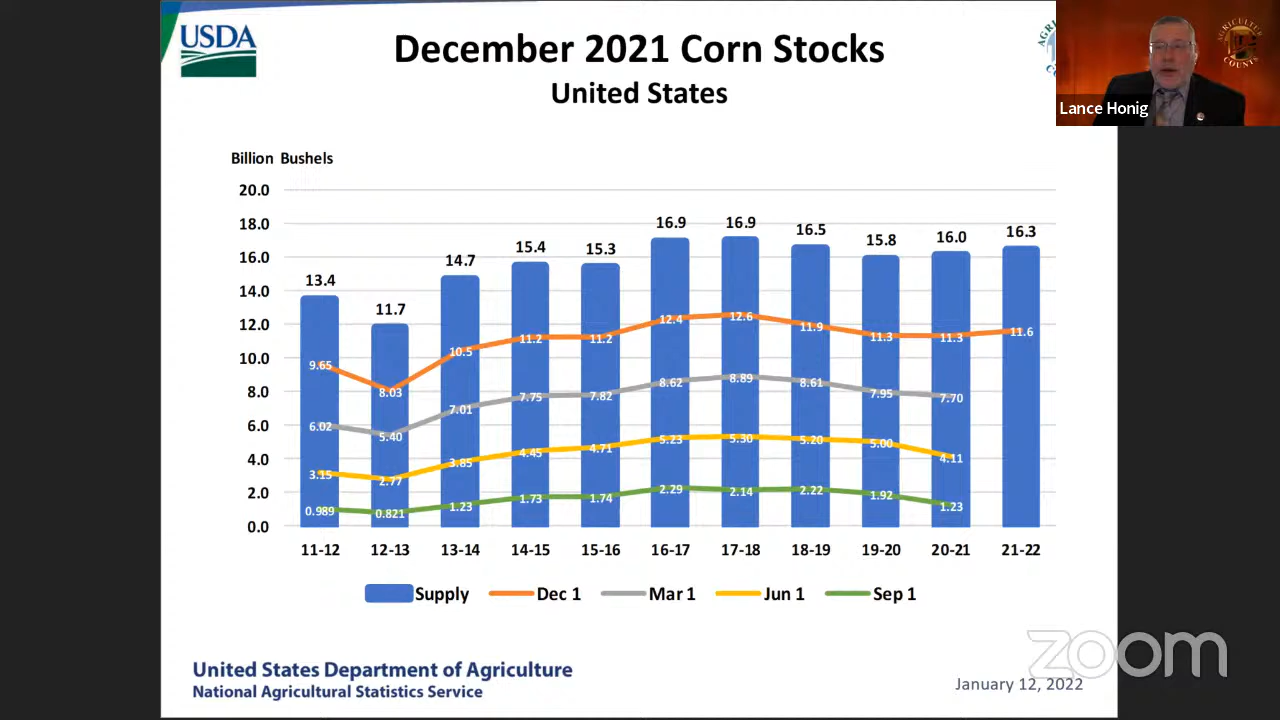 USDA
December 2021 Corn Stocks
United States
AGRICULTURE
COUNTS
Lance Honig
Billion Bushels
20.0
18.0
16.0
14.0
12.0
10.0
8.0
6.0
4.0
2.0
0.0
13.4 11.7 14.7 15.4 15.3 16.9 16.9 16.5 15.8 16.0 16.3
9.65 8.03 10.5 11.2 11.2 12.4 12.6 11.9 11.3 11.3 11.6
6.02 5.40 7.01 7.75 7.82 8.62 8.89 8.61 7.95 7.70
3.15 2.77 3.85 4.45 4.71 5.23 5.30 5.20 5.00 4.11
0.989 0.821 1.23 1.73 1.74 2.29 2.14 2.22 1.92 1.23
11-12 12-13 13-14 14-15 15-16 16-17 17-18 18-19 19-20 20-21 21-22
Supply Dec 1 Mar 1 Jun 1 Sep 1
United States Department of Agriculture
National Agricultural Statistics Service
January 12, 2022
zoom